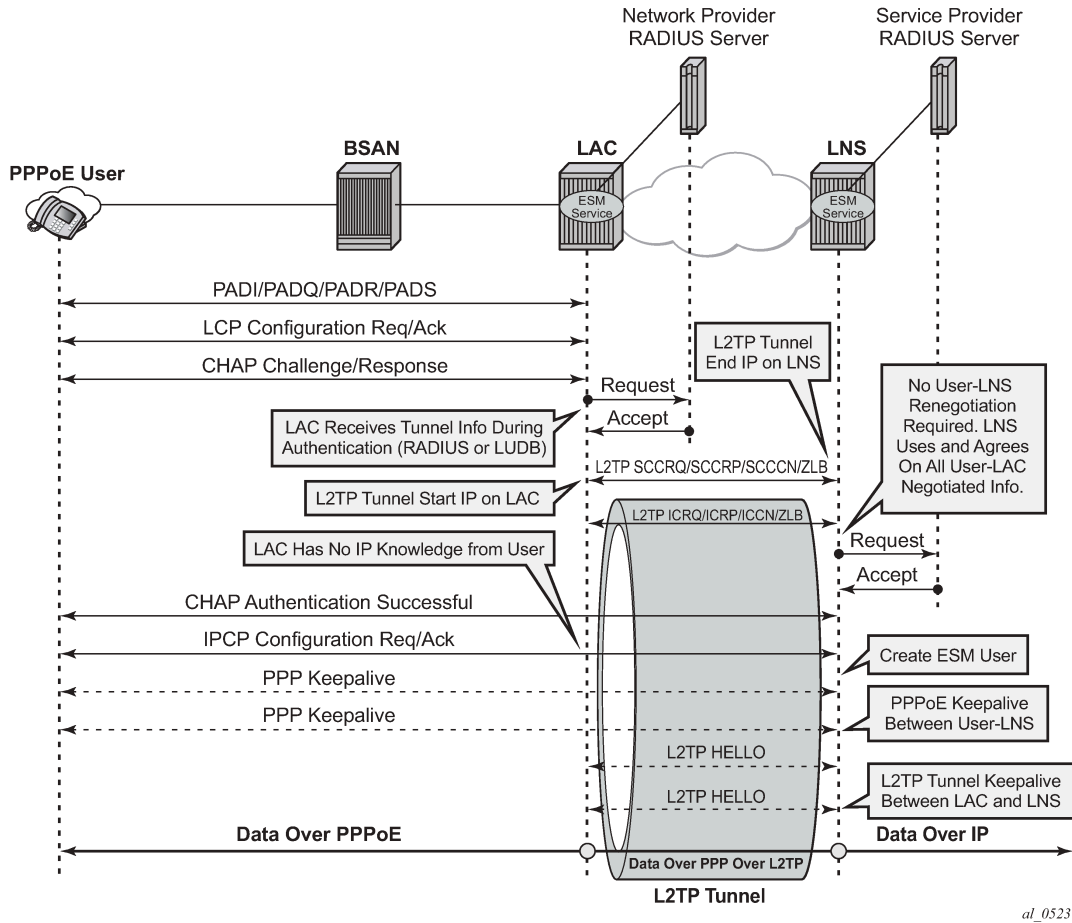 Network Provider
RADIUS Server
Service Provider
RADIUS Server
BSAN
LAC
LNS
PPPoE User
ESM
Service
ESM
Service
PADI/PADQ/PADR/PADS
LCP Configuration Req/Ack
CHAP Challenge/Response
L2TP Tunnel
End IP on LNS
Request
Accept
No User-LNS
Renegotiation
Required. LNS
Uses and Agrees
On All User-LAC
Negotiated Info.
LAC Receives Tunnel Info During
Authentication (RADIUS or LUDB)
L2TP SCCRQ/SCCRP/SCCCN/ZLB
L2TP Tunnel Start IP on LAC
L2TP ICRQ/ICRP/ICCN/ZLB
LAC Has No IP Knowledge from User
Request
Accept
CHAP Authentication Successful
IPCP Configuration Req/Ack
Create ESM User
PPP Keepalive
PPP Keepalive
PPPoE Keepalive
Between User-LNS
L2TP HELLO
L2TP HELLO
L2TP Tunnel Keepalive
Between LAC and LNS
Data Over PPPoE
Data Over IP
Data Over PPP Over L2TP
L2TP Tunnel
al_0523